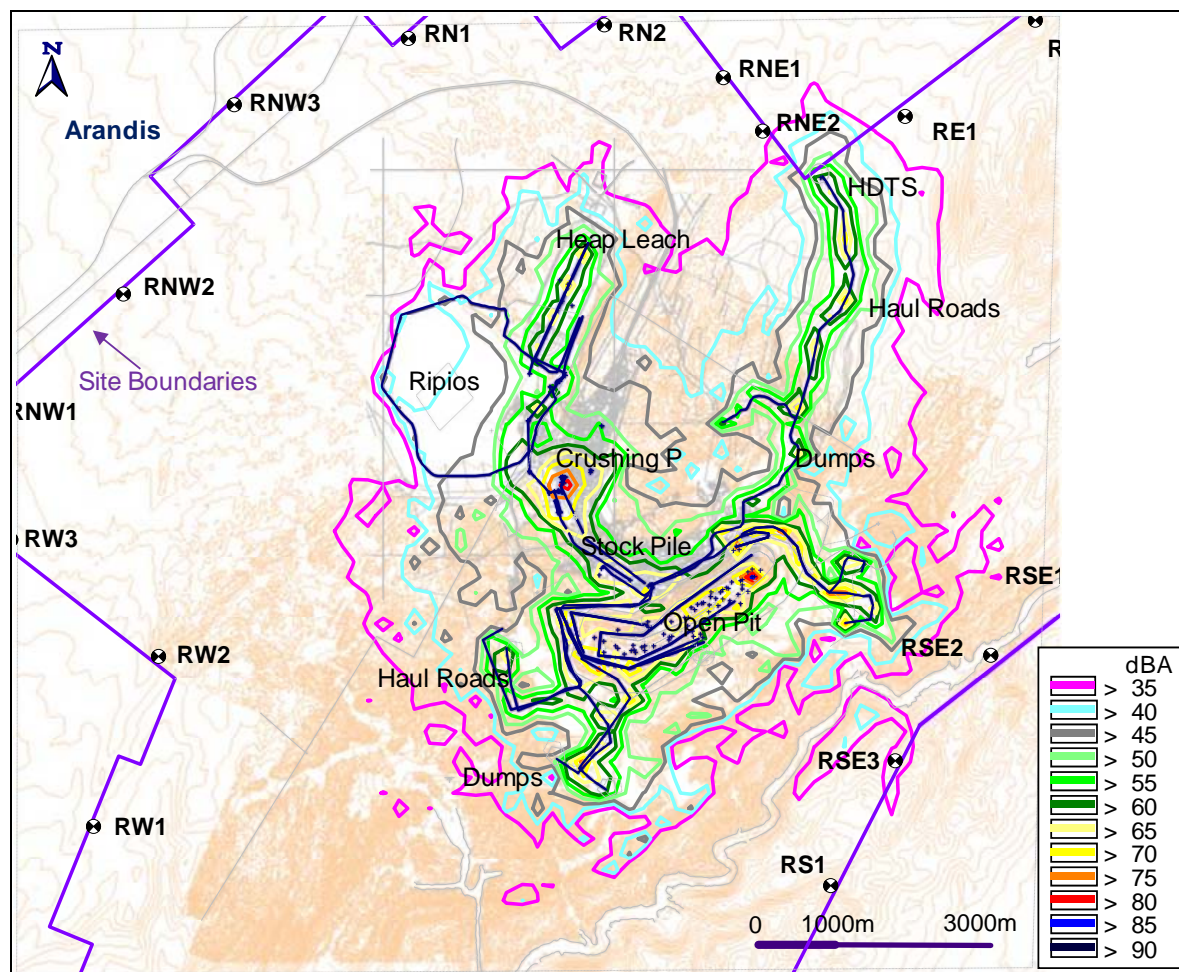 RN1
RN2
R
N
RNE1
RNW3
Arandis
RNE2
RE1
HDTS
Heap Leach
RNW2
Haul Roads
Site Boundaries
Ripios
RNW1
Crushing P
Dumps
RW3
Stock Pile
RSE1
Open Pit
RSE2
RW2
Haul Roads
dBA
> 35
> 40
> 45
> 50
> 55
> 60
> 65
> 70
> 75
> 80
> 85
> 90
RSE3
Dumps
RW1
RS1
0 1000m 3000m